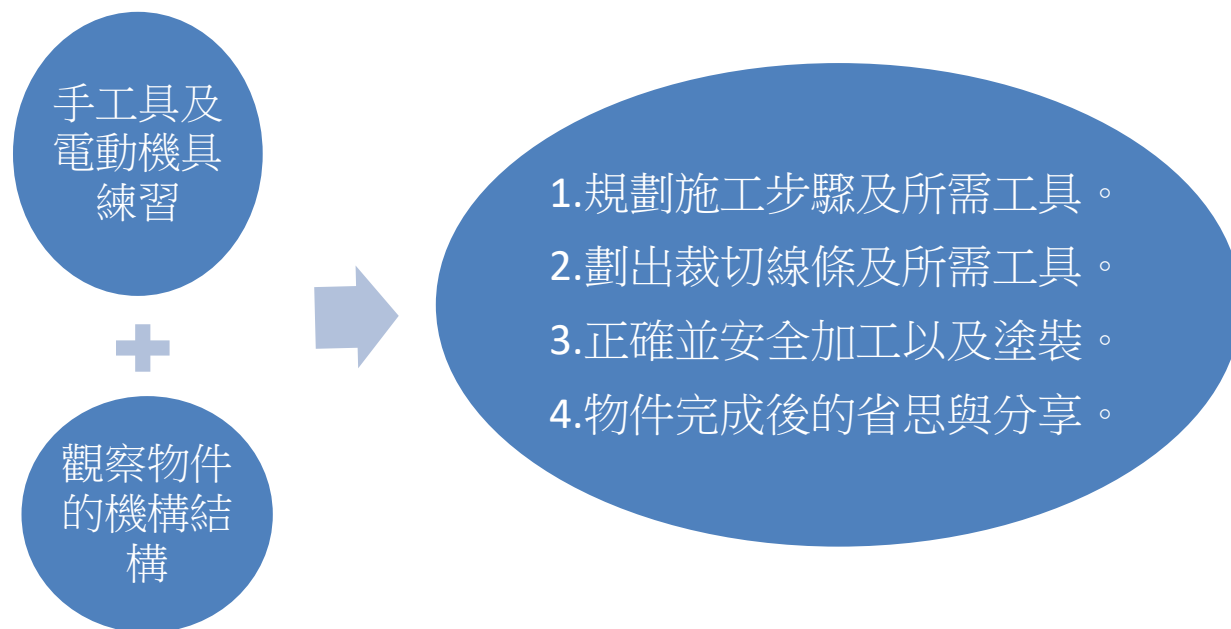 手工具及
電動機具
練習
觀察物件
的機構結
構
1.規劃施工步驟及所需工具。
2.劃出裁切線條及所需工具。
3.正確並安全加工以及塗裝。
4.物件完成後的省思與分享。